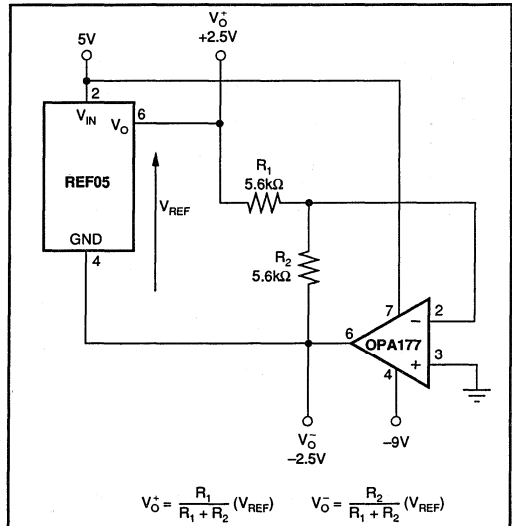 V_O^+
+2.5V
5V
2
V_IN
V_O
6
REF05
V_REF
GND
4
R_1
5.6kΩ
R_2
5.6kΩ
7
2
−
6
OPA177
3
+
4
V_O^−
−2.5V
−9V
V_O^+ = R_1 / (R_1 + R_2) (V_REF)
V_O^− = R_2 / (R_1 + R_2) (V_REF)